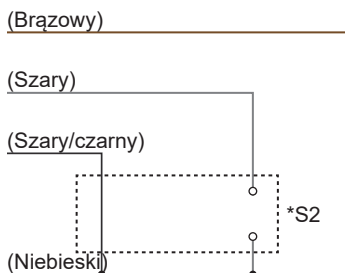 (Brązowy)
(Szary)
(Szary/czarny)
*S2
(Niebieski)